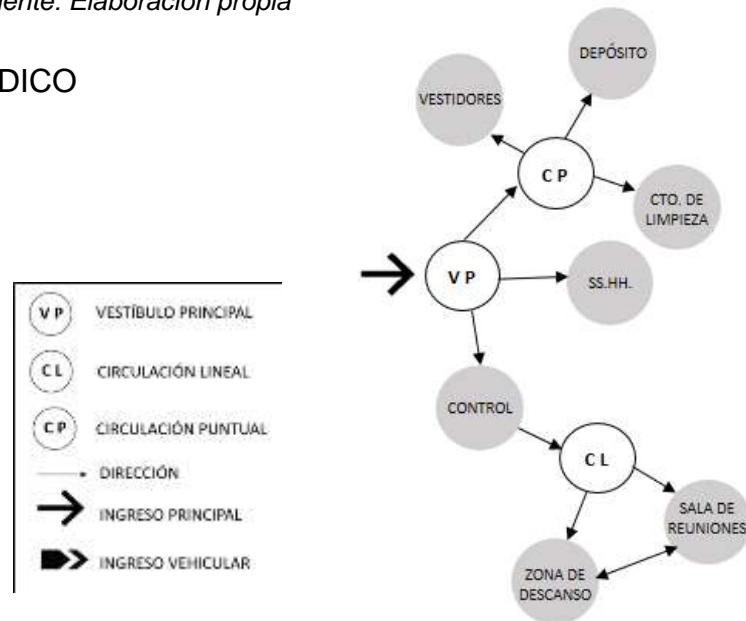 Elaboración propia
DICO
DEPÓSITO
VESTIDORES
C P
CTO. DE
LIMPIEZA
V P
SS.HH.
CONTROL
C L
SALA DE
REUNIONES
ZONA DE
DESCANSO
V P VESTÍBULO PRINCIPAL
C L CIRCULACIÓN LINEAL
C P CIRCULACIÓN PUNTUAL
DIRECCIÓN
INGRESO PRINCIPAL
INGRESO VEHICULAR